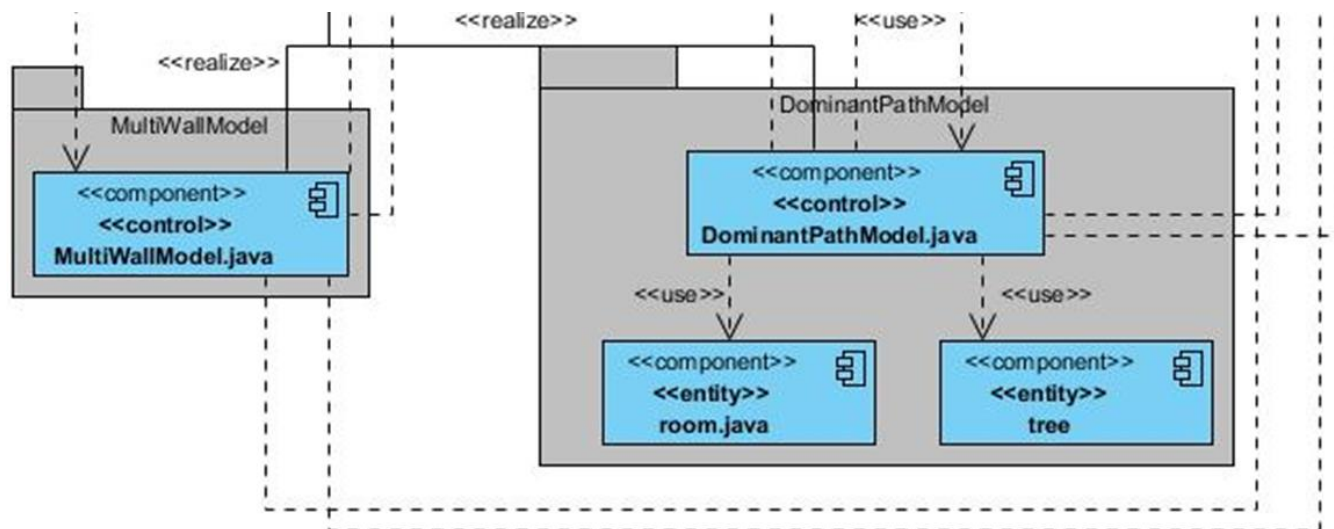 <<realize>>
<<use>>
<<realize>>
MultiWallModel
<<component>>
<<control>>
MultiWallModel.java
DominantPathModel
<<component>>
<<control>>
DominantPathModel.java
<<use>>
<<use>>
<<component>>
<<entity>>
room.java
<<component>>
<<entity>>
tree